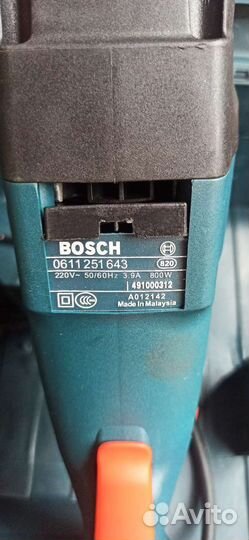 BOSCH
0611251643 820
220V~ 50/60Hz 3.9A 800W
491000312
A012142
Made In Malaysia
Avito